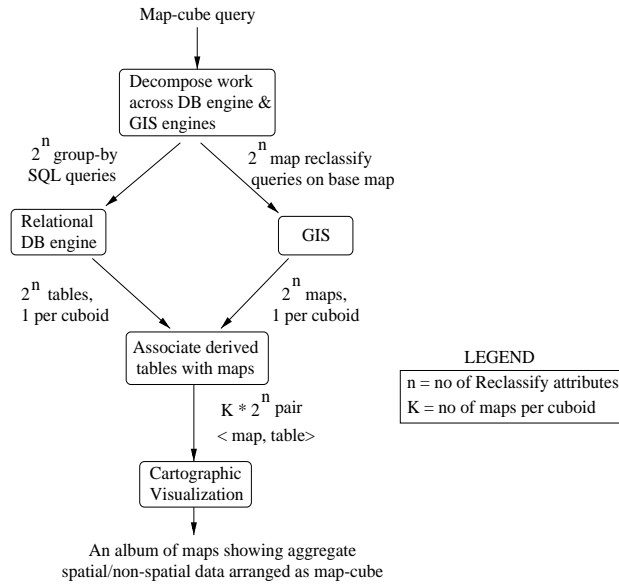 Map-cube query
Decompose work
across DB engine &
GIS engines
2^n group-by
SQL queries
2^n map reclassify
queries on base map
Relational
DB engine
GIS
2^n tables,
1 per cuboid
2^n maps,
1 per cuboid
Associate derived
tables with maps
LEGEND
n = no of Reclassify attributes
K = no of maps per cuboid
K * 2^n pair
< map, table>
Cartographic
Visualization
An album of maps showing aggregate
spatial/non-spatial data arranged as map-cube